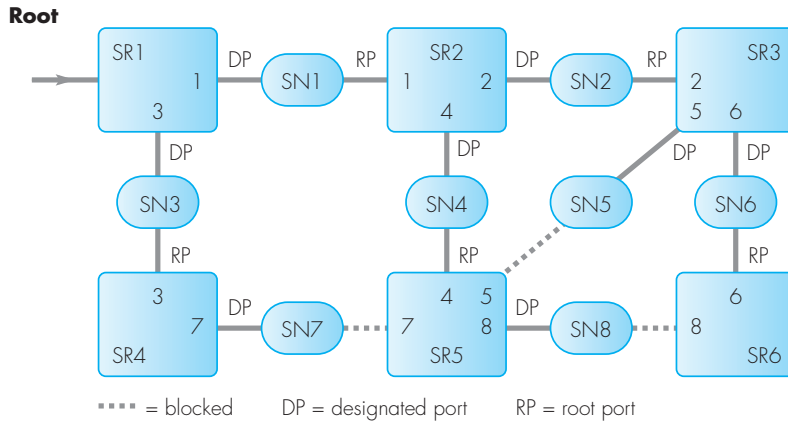 Root
SR1 DP RP SR2 DP RP SR3
1 SN1 1 2 SN2 2
3 4 5 6
DP DP DP DP
SN3 SN4 SN5 SN6
RP RP RP
3 DP 4 5 DP 6
7 SN7 7 8 SN8 8
SR4 SR5 SR6
= blocked DP = designated port RP = root port